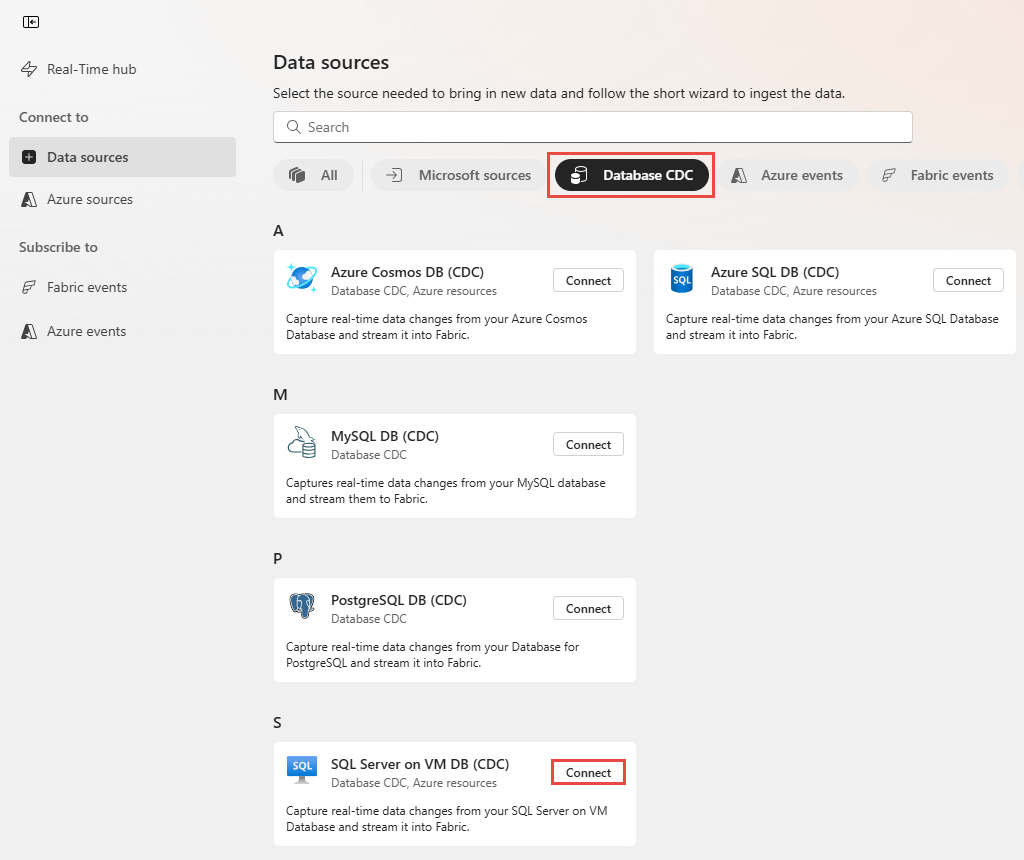 Real-Time hub
Connect to
Data sources
Azure sources
Subscribe to
Fabric events
Azure events
Data sources
Select the source needed to bring in new data and follow the short wizard to ingest the data.
Search
All Microsoft sources Database CDC Azure events Fabric events
A
Azure Cosmos DB (CDC)
Database CDC, Azure resources
Connect
Capture real-time data changes from your Azure Cosmos
Database and stream it into Fabric.
SQL
Azure SQL DB (CDC)
Database CDC, Azure resources
Connect
Capture real-time data changes from your Azure SQL Database
and stream it into Fabric.
M
MySQL DB (CDC)
Database CDC
Connect
Captures real-time data changes from your MySQL database
and stream them to Fabric.
P
PostgreSQL DB (CDC)
Database CDC
Connect
Capture real-time data changes from your Database for
PostgreSQL and stream it into Fabric.
S
SQL
SQL Server on VM DB (CDC)
Database CDC, Azure resources
Connect
Capture real-time data changes from your SQL Server on VM
Database and stream it into Fabric.